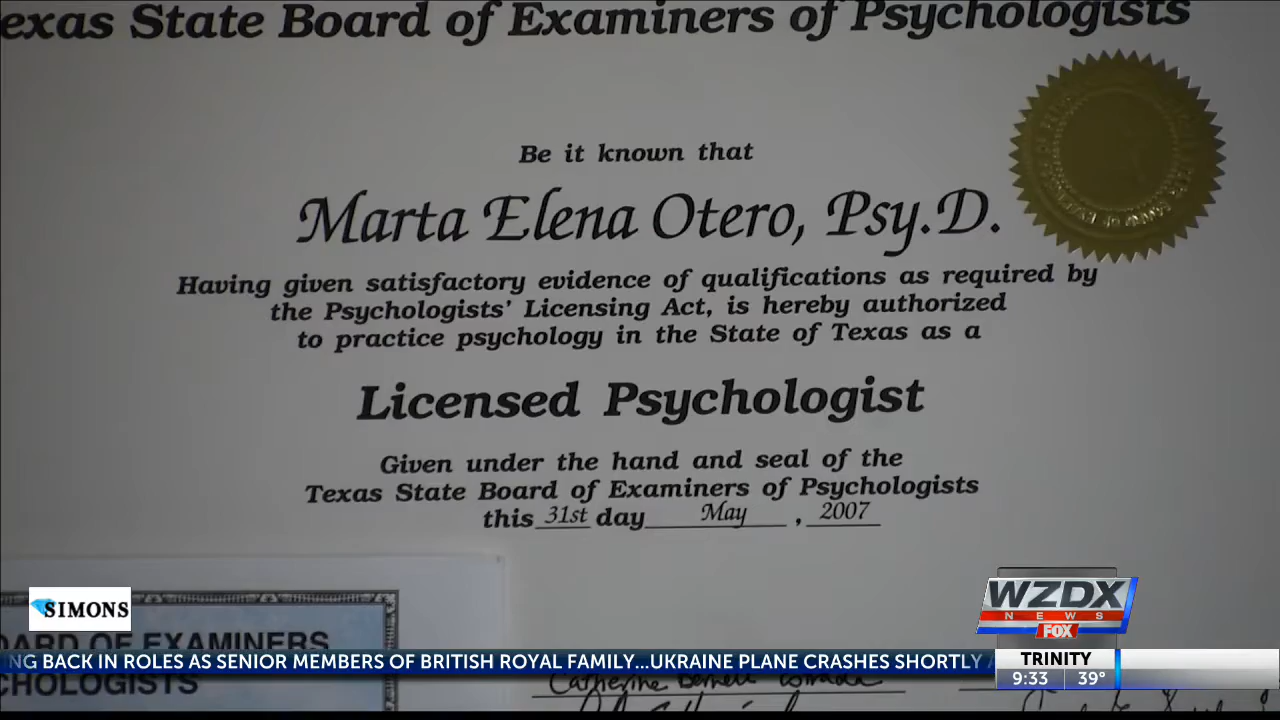 exas State Board of Examiners of Psychologists
Be it known that
Marta Elena Otero, Psy.D.
Having given satisfactory evidence of qualifications as required by
the Psychologists' Licensing Act, is hereby authorized
to practice psychology in the State of Texas as a
Licensed Psychologist
Given under the hand and seal of the
Texas State Board of Examiners of Psychologists
this 31st day May, 2007
SIMONS
OARD OF EXAMINERS
CHOLOGISTS
WZDX
NEWS
FOX
NG BACK IN ROLES AS SENIOR MEMBERS OF BRITISH ROYAL FAMILY...UKRAINE PLANE CRASHES SHORTLY
TRINITY
9:33 39°
Catherine